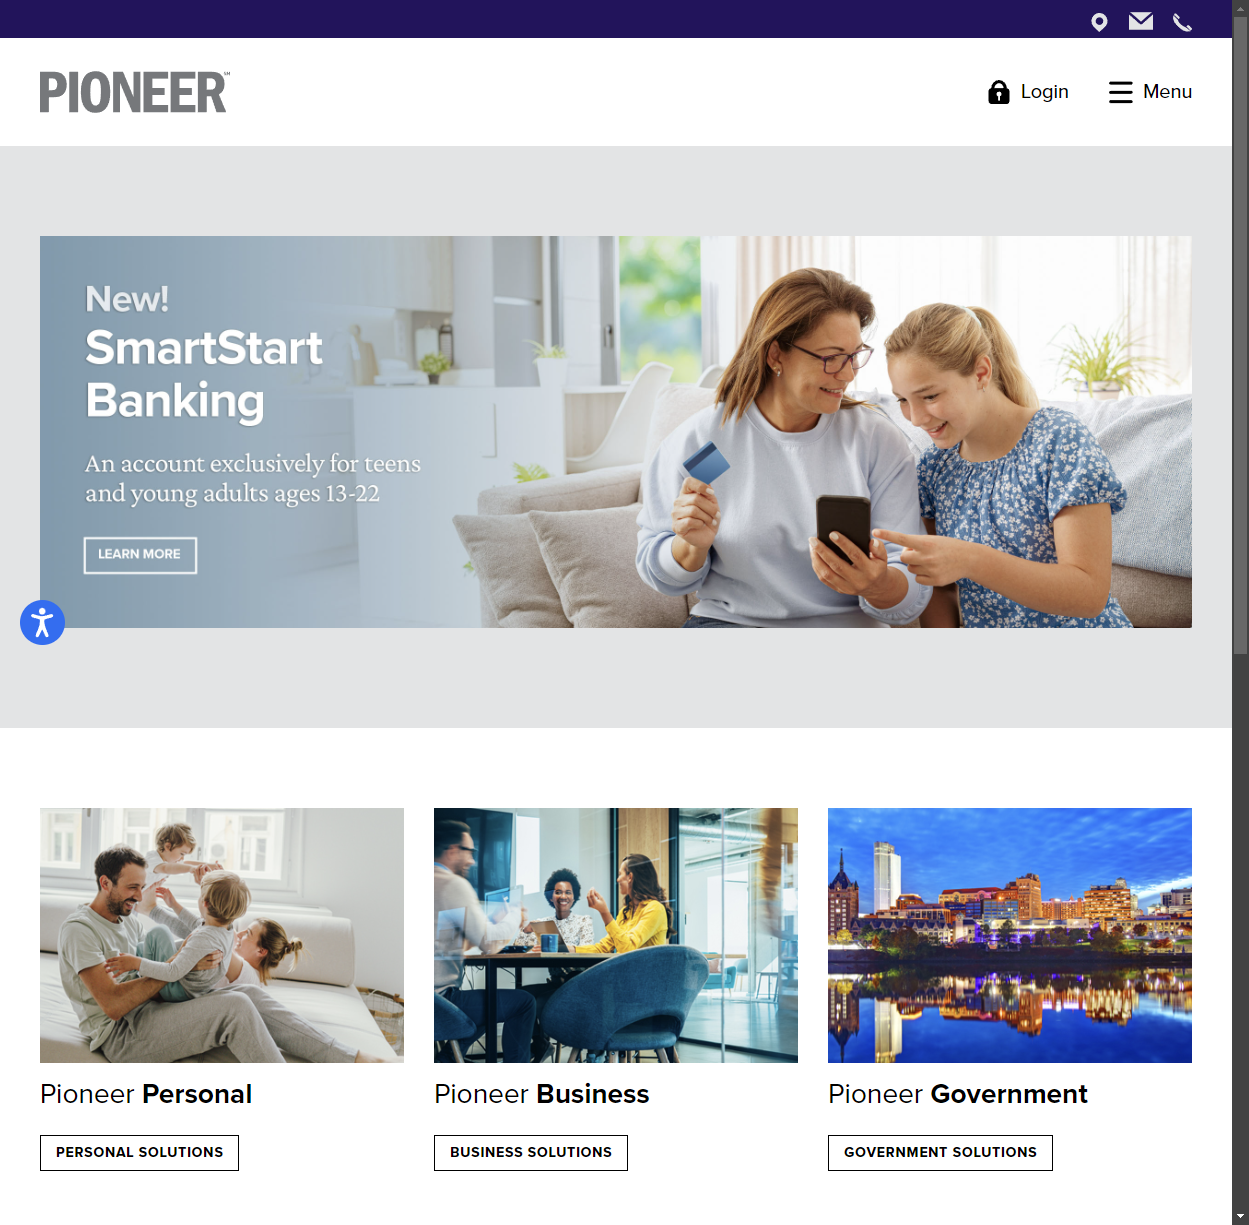 PIONEER℠
Login
Menu
New!
SmartStart
Banking
An account exclusively for teens
and young adults ages 13-22
LEARN MORE
Pioneer Personal
PERSONAL SOLUTIONS
Pioneer Business
BUSINESS SOLUTIONS
Pioneer Government
GOVERNMENT SOLUTIONS